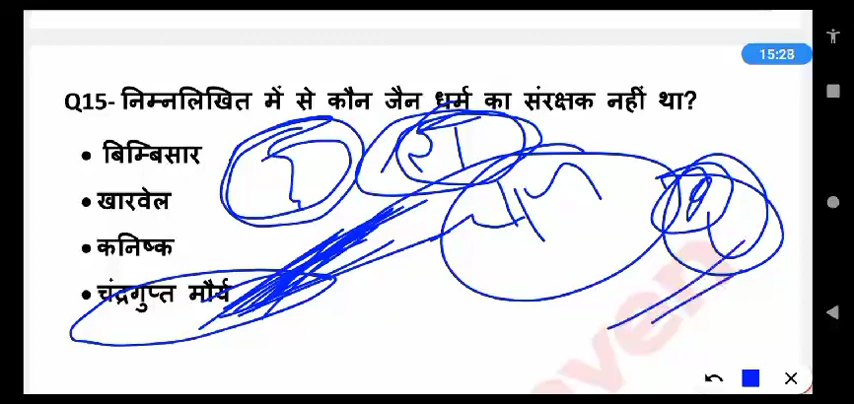 15:28
Q15- निम्नलिखित में से कौन जैन धर्म का संरक्षक नहीं था?
• बिम्बिसार
• खारवेल
• कनिष्क
• चंद्रगुप्त मौर्य